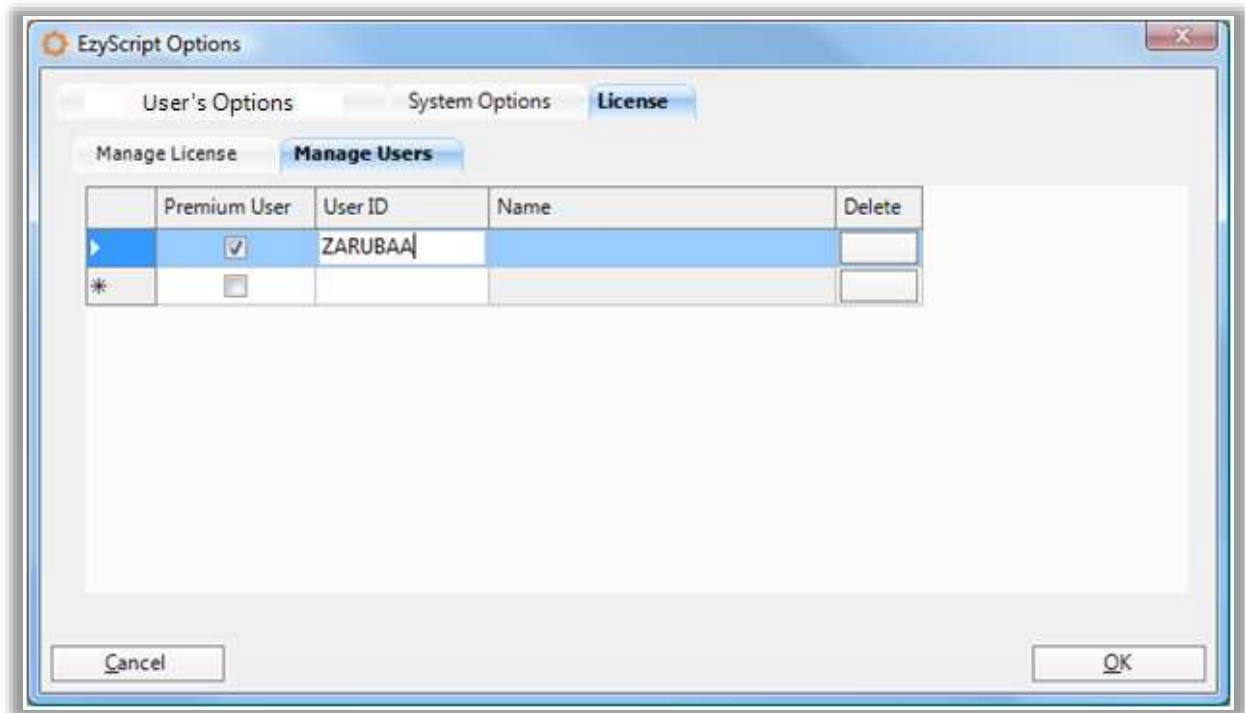 EzyScript Options
User's Options System Options License
Manage License Manage Users
Premium User User ID Name Delete
ZARUBAA
*
Cancel OK